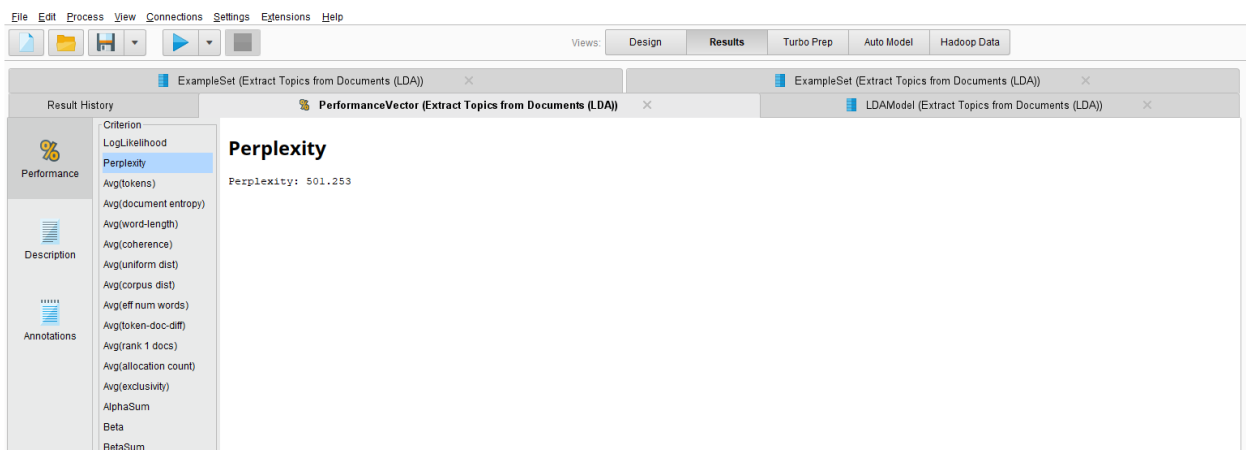 File Edit Process View Connections Settings Extensions Help
Views: Design Results Turbo Prep Auto Model Hadoop Data
ExampleSet (Extract Topics from Documents (LDA)) ExampleSet (Extract Topics from Documents (LDA))
Result History PerformanceVector (Extract Topics from Documents (LDA)) LDAModel (Extract Topics from Documents (LDA))
Performance
Description
Annotations
Criterion
LogLikelihood
Perplexity
Avg(tokens)
Avg(document entropy)
Avg(word-length)
Avg(coherence)
Avg(uniform dist)
Avg(corpus dist)
Avg(eff num words)
Avg(token-doc-diff)
Avg(rank 1 docs)
Avg(allocation count)
Avg(exclusivity)
AlphaSum
Beta
BetaSum
Perplexity
Perplexity: 501.253